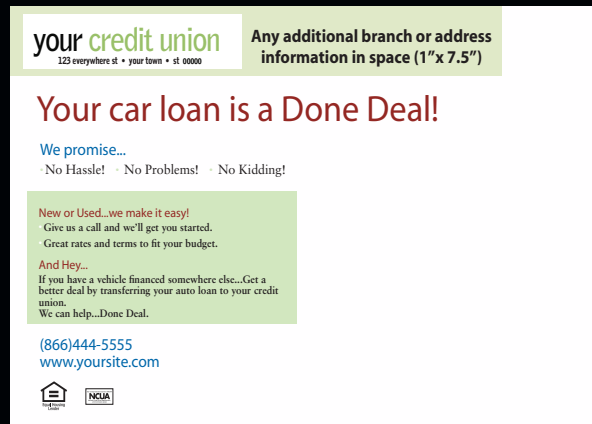 your credit union
123 everywhere st • your town • st 00000
Any additional branch or address
information in space (1”x 7.5”)
Your car loan is a Done Deal!
We promise...
· No Hassle! · No Problems! · No Kidding!
New or Used...we make it easy!
· Give us a call and we’ll get you started.
· Great rates and terms to fit your budget.
And Hey...
If you have a vehicle financed somewhere else...Get a
better deal by transferring your auto loan to your credit
union.
We can help...Done Deal.
(866)444-5555
www.yoursite.com
Equal Housing
Lender
NCUA